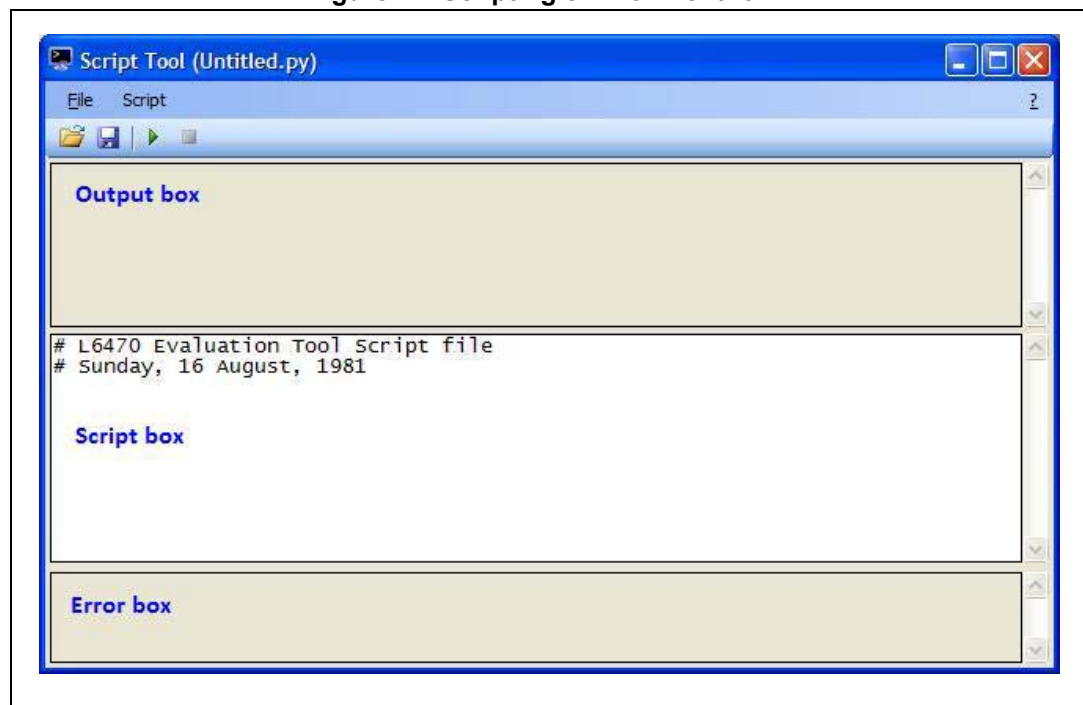 Script Tool (Untitled.py)
File Script ?
Output box
# L6470 Evaluation Tool Script file
# Sunday, 16 August, 1981
Script box
Error box